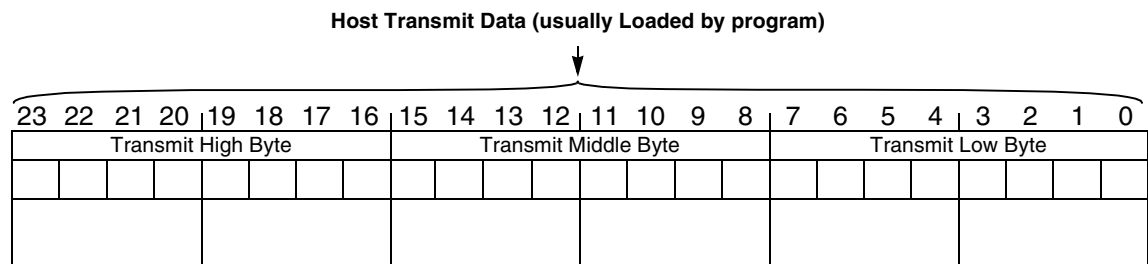 Host Transmit Data (usually Loaded by program)
23 22 21 20 19 18 17 16 15 14 13 12 11 10 9 8 7 6 5 4 3 2 1 0
Transmit High Byte Transmit Middle Byte Transmit Low Byte